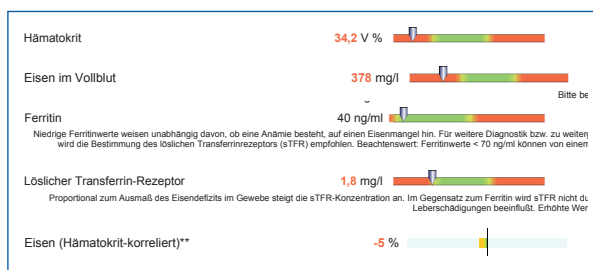 Hämatokrit 34,2 V %
Eisen im Vollblut 378 mg/l
Bitte be
Ferritin 40 ng/ml
Niedrige Ferritinwerte weisen unabhängig davon, ob eine Anämie besteht, auf einen Eisenmangel hin. Für weitere Diagnostik bzw. zu
wird die Bestimmung des löslichen Transferrinrezeptors (sTFR) empfohlen. Beachtenswert: Ferritinwerte < 70 ng/ml können von einem
Löslicher Transferrin-Rezeptor 1,8 mg/l
Proportional zum Ausmaß des Eisendefizits im Gewebe steigt die sTFR-Konzentration an. Im Gegensatz zum Ferritin wird sTFR nicht
Leberschädigungen beeinflußt. Erhöhte
Eisen (Hämatokrit-korreliert)** -5 %